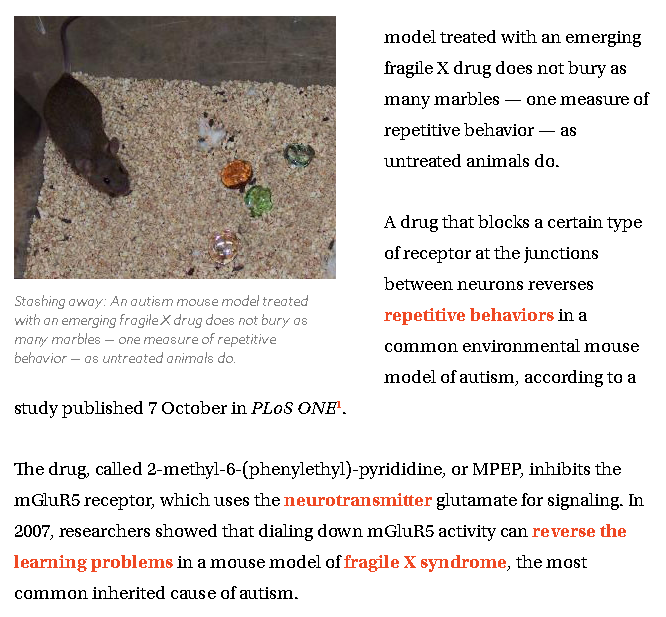 model treated with an emerging
fragile X drug does not bury as
many marbles — one measure of
repetitive behavior — as
untreated animals do.
Stashing away: An autism mouse model treated
with an emerging fragile X drug does not bury as
many marbles — one measure of repetitive
behavior — as untreated animals do.
A drug that blocks a certain type
of receptor at the junctions
between neurons reverses
repetitive behaviors in a
common environmental mouse
model of autism, according to a
study published 7 October in PLoS ONE¹.
The drug, called 2-methyl-6-(phenylethyl)-pyrididine, or MPEP, inhibits the
mGluR5 receptor, which uses the neurotransmitter glutamate for signaling. In
2007, researchers showed that dialing down mGluR5 activity can reverse the
learning problems in a mouse model of fragile X syndrome, the most
common inherited cause of autism.